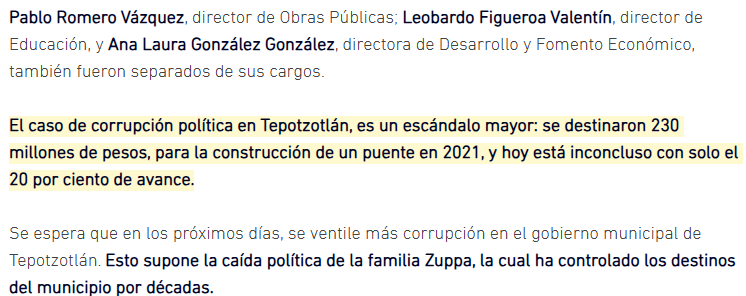 Pablo Romero Vázquez, director de Obras Públicas; Leobardo Figueroa Valentín, director de
Educación, y Ana Laura González González, directora de Desarrollo y Fomento Económico,
también fueron separados de sus cargos.
El caso de corrupción política en Tepotzotlán, es un escándalo mayor: se destinaron 230
millones de pesos, para la construcción de un puente en 2021, y hoy está inconcluso con solo el
20 por ciento de avance.
Se espera que en los próximos días, se ventile más corrupción en el gobierno municipal de
Tepotzotlán. Esto supone la caída política de la familia Zuppa, la cual ha controlado los destinos
del municipio por décadas.